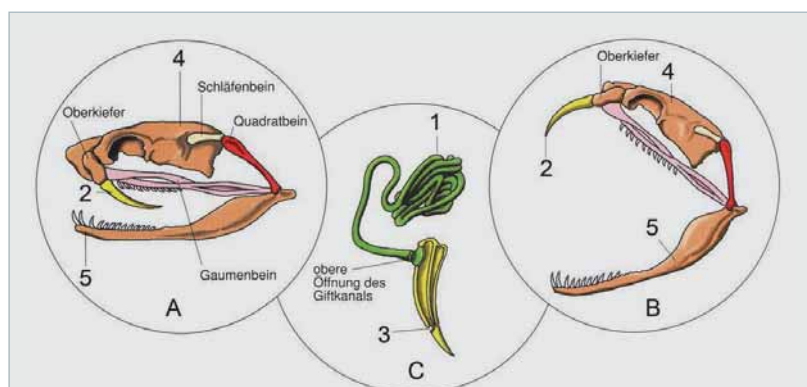 4
Schläfenbein
Oberkiefer
Quadratbein
2
5
Gaumenbein
A
1
obere
Öffnung des
Giftkanals
3
C
Oberkiefer
4
2
5
B